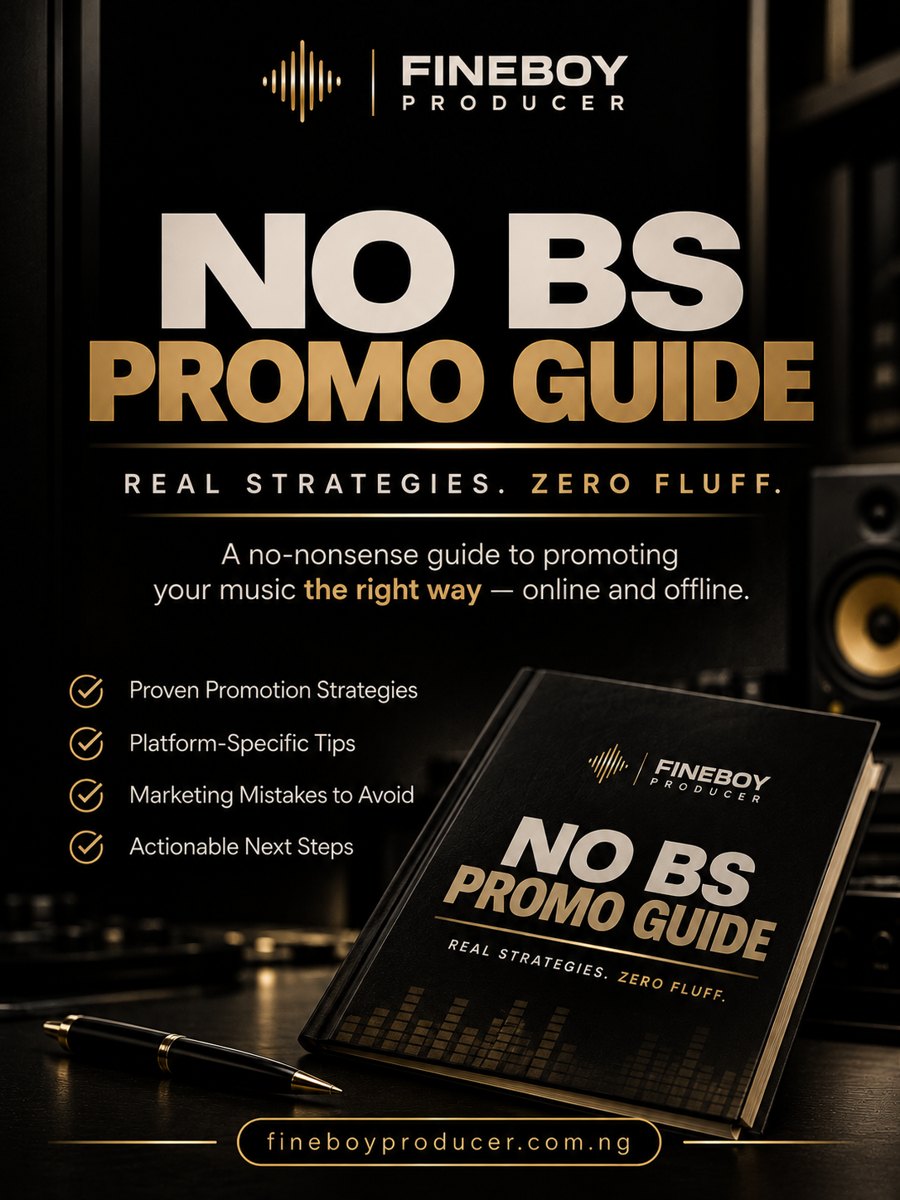 FINEBOY
PRODUCER
NO BS
PROMO GUIDE
REAL STRATEGIES. ZERO FLUFF.
A no-nonsense guide to promoting
your music the right way — online and offline.
Proven Promotion Strategies
Platform-Specific Tips
Marketing Mistakes to Avoid
Actionable Next Steps
FINEBOY
PRODUCER
NO BS
PROMO GUIDE
REAL STRATEGIES. ZERO FLUFF.
fineboyproducer.com.ng